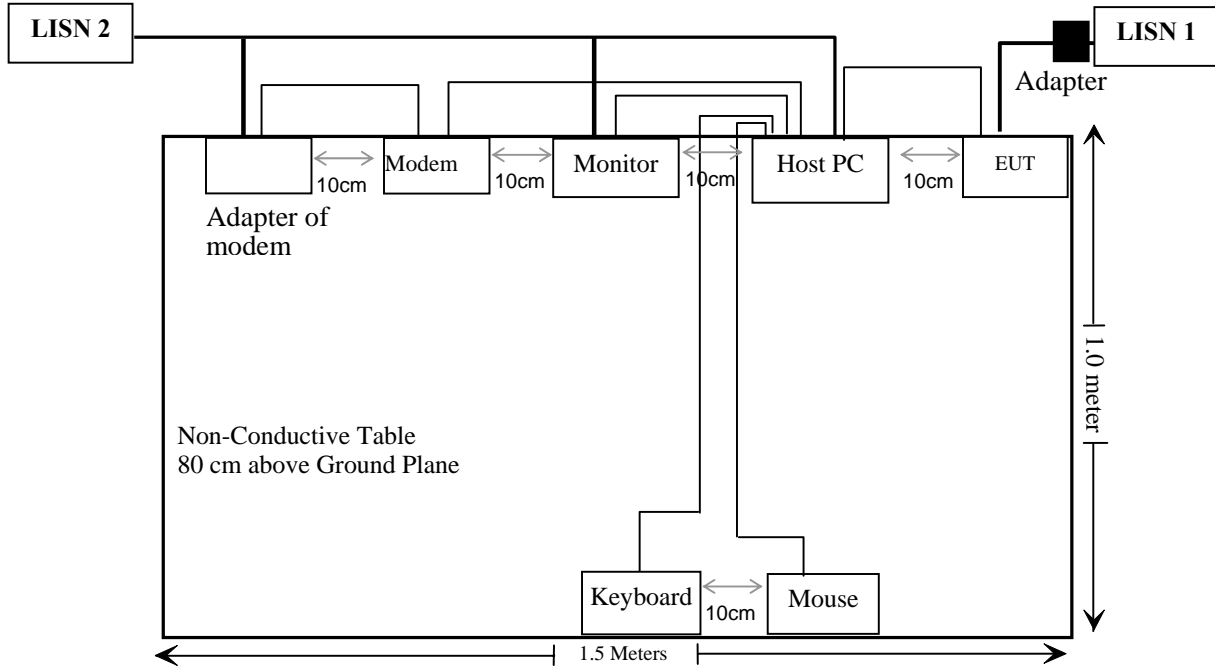 LISN 2
LISN 1
Adapter
Modem
Monitor
Host PC
EUT
10cm
10cm
10cm
10cm
Adapter of
modem
1.0 meter
Non-Conductive Table
80 cm above Ground Plane
Keyboard
10cm
Mouse
1.5 Meters